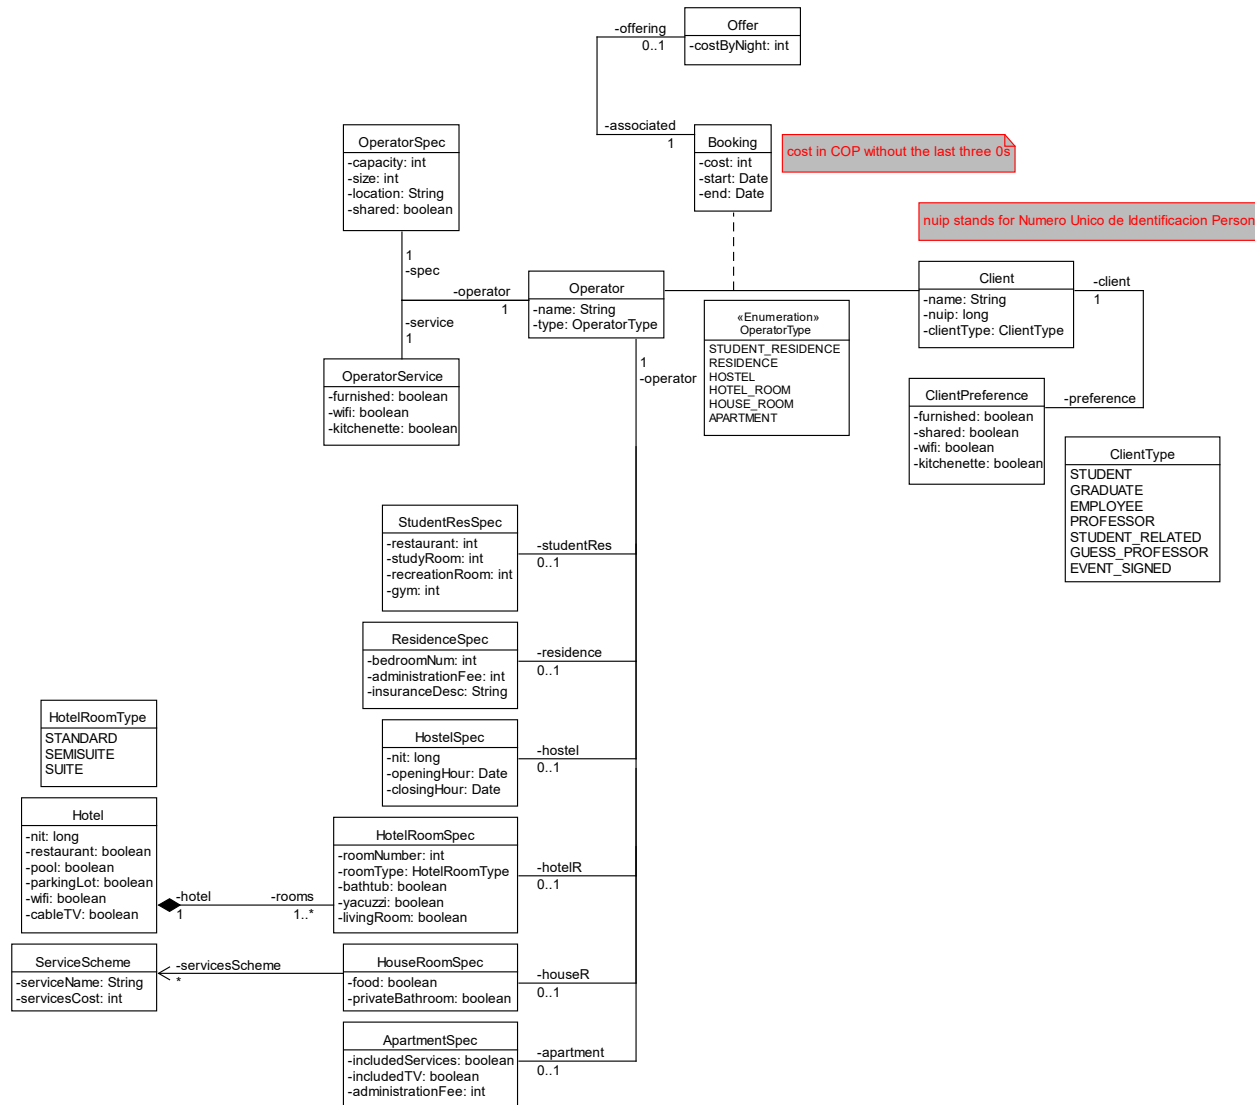 Offer
-costByNight: int
-offering
0..1
-associated
1
Booking
-cost: int
-start: Date
-end: Date
cost in COP without the last three 0s
OperatorSpec
-capacity: int
-size: int
-location: String
-shared: boolean
1
-spec
nuip stands for Numero Unico de Identificacion Person
-operator
1
Operator
-name: String
-type: OperatorType
Client
-name: String
-nuip: long
-clientType: ClientType
-client
1
-service
1
OperatorService
-furnished: boolean
-wifi: boolean
-kitchenette: boolean
1
-operator
«Enumeration»
OperatorType
STUDENT_RESIDENCE
RESIDENCE
HOSTEL
HOTEL_ROOM
HOUSE_ROOM
APARTMENT
ClientPreference
-furnished: boolean
-shared: boolean
-wifi: boolean
-kitchenette: boolean
-preference
ClientType
STUDENT
GRADUATE
EMPLOYEE
PROFESSOR
STUDENT_RELATED
GUESS_PROFESSOR
EVENT_SIGNED
StudentResSpec
-restaurant: int
-studyRoom: int
-recreationRoom: int
-gym: int
-studentRes
0..1
ResidenceSpec
-bedroomNum: int
-administrationFee: int
-insuranceDesc: String
-residence
0..1
HotelRoomType
STANDARD
SEMISUITE
SUITE
HostelSpec
-nit: long
-openingHour: Date
-closingHour: Date
-hostel
0..1
Hotel
-nit: long
-restaurant: boolean
-pool: boolean
-parkingLot: boolean
-wifi: boolean
-cableTV: boolean
-hotel
1
-rooms
1..*
HotelRoomSpec
-roomNumber: int
-roomType: HotelRoomType
-bathtub: boolean
-yacuzzi: boolean
-livingRoom: boolean
-hotelR
0..1
ServiceScheme
-serviceName: String
-servicesCost: int
-servicesScheme
*
HouseRoomSpec
-food: boolean
-privateBathroom: boolean
-houseR
0..1
ApartmentSpec
-includedServices: boolean
-includedTV: boolean
-administrationFee: int
-apartment
0..1